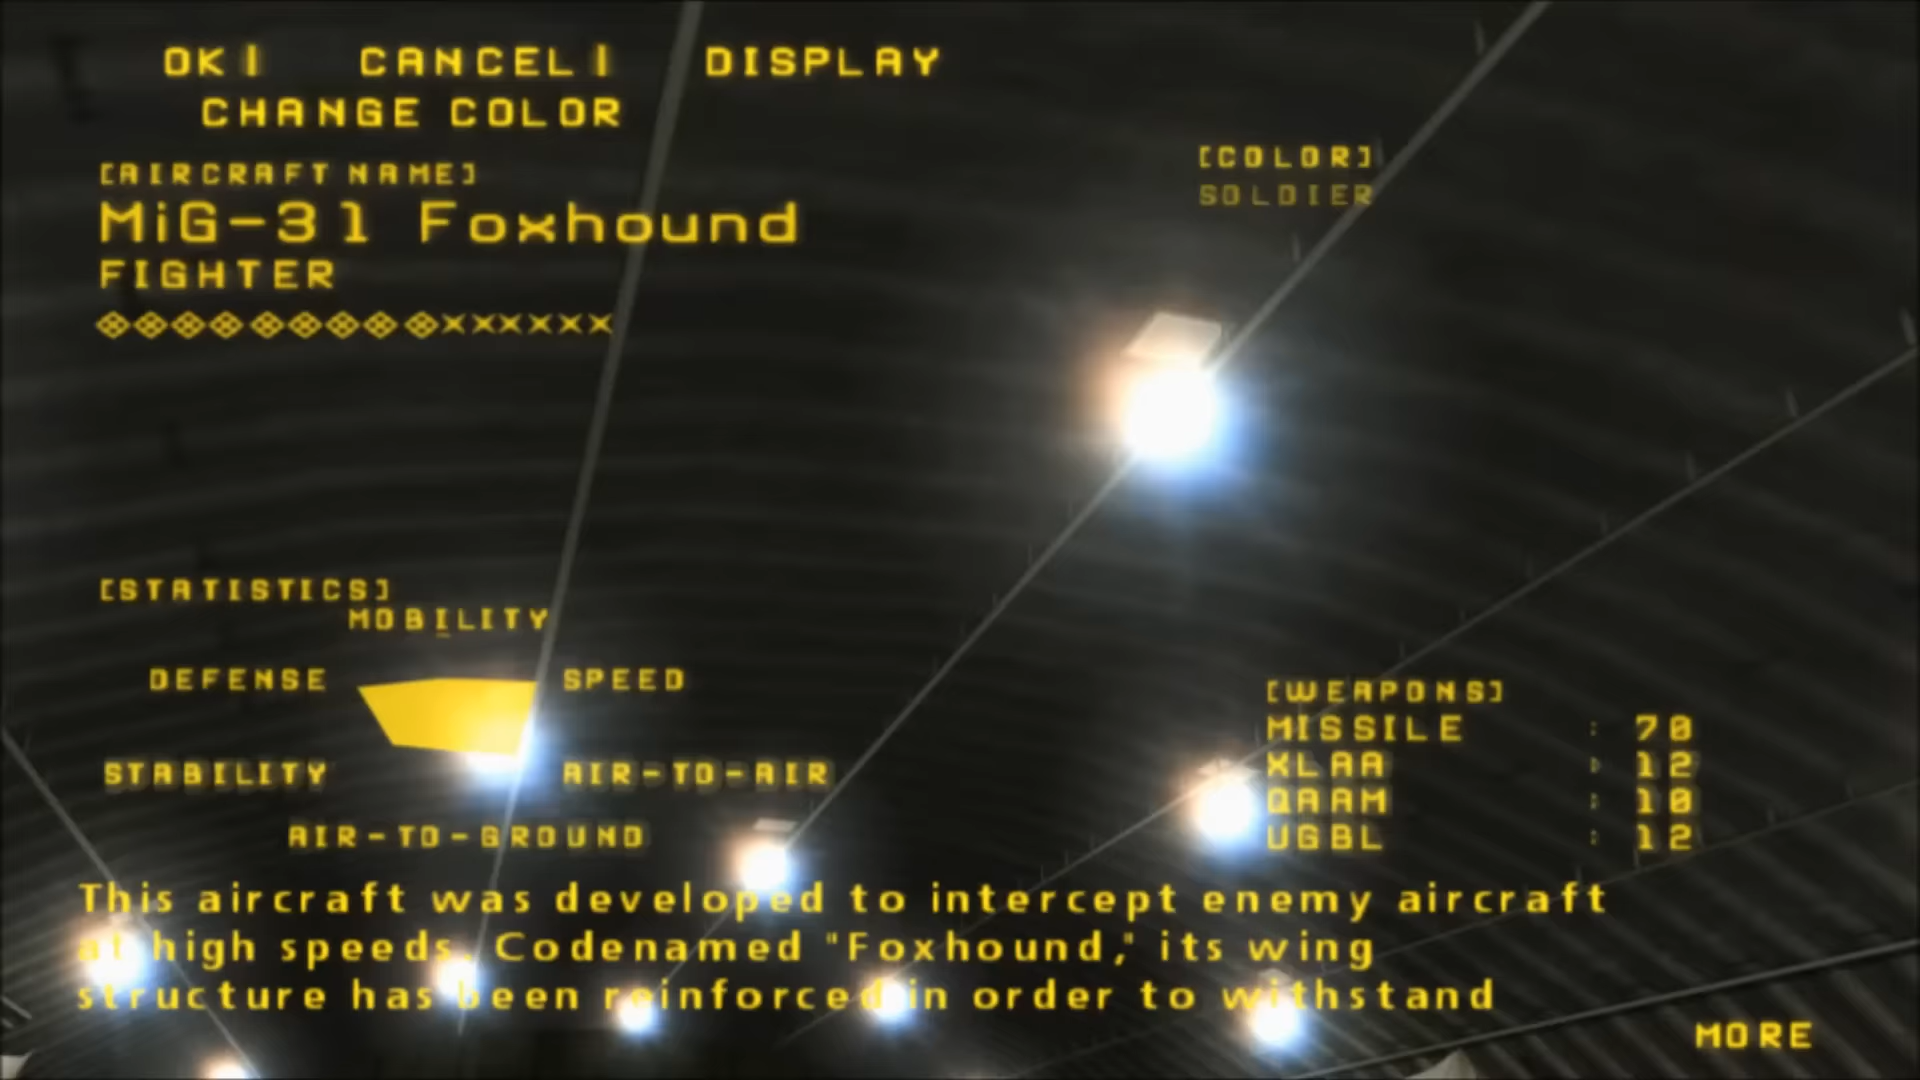 OK CANCEL DISPLAY
CHANGE COLOR
[AIRCRAFT NAME]
MiG-31 Foxhound
FIGHTER
[COLOR]
SOLDIER
[STATISTICS]
MOBILITY
DEFENSE SPEED
STABILITY AIR-TO-AIR
AIR-TO-GROUND
[WEAPONS]
MISSILE : 70
XLAA : 12
QAAM : 10
UGBL : 12
This aircraft was developed to intercept enemy aircraft
at high speeds. Codenamed "Foxhound," its wing
structure has been reinforced in order to withstand
MORE